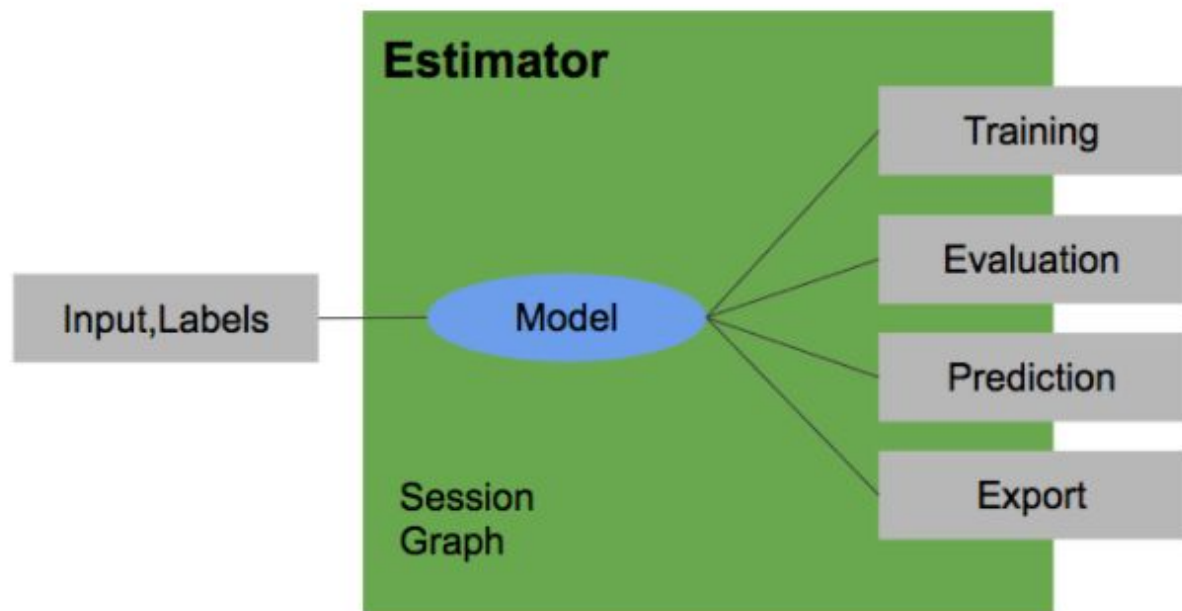 Estimator
Training
Evaluation
Input,Labels
Model
Prediction
Export
Session
Graph